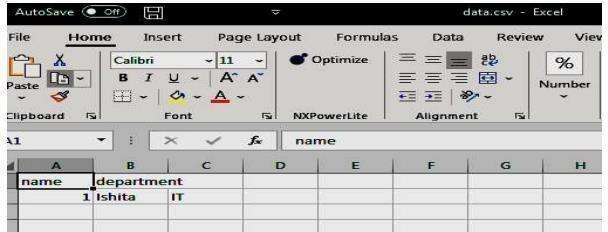 AutoSave Off data.csv - Excel
File Home Insert Page Layout Formulas Data Review View
Calibri 11 Optimize %
Paste B I U A^ A Number
Clipboard Font NXPowerLite Alignment
A1 fx name
A B C D E F G H
name department
1 Ishita IT